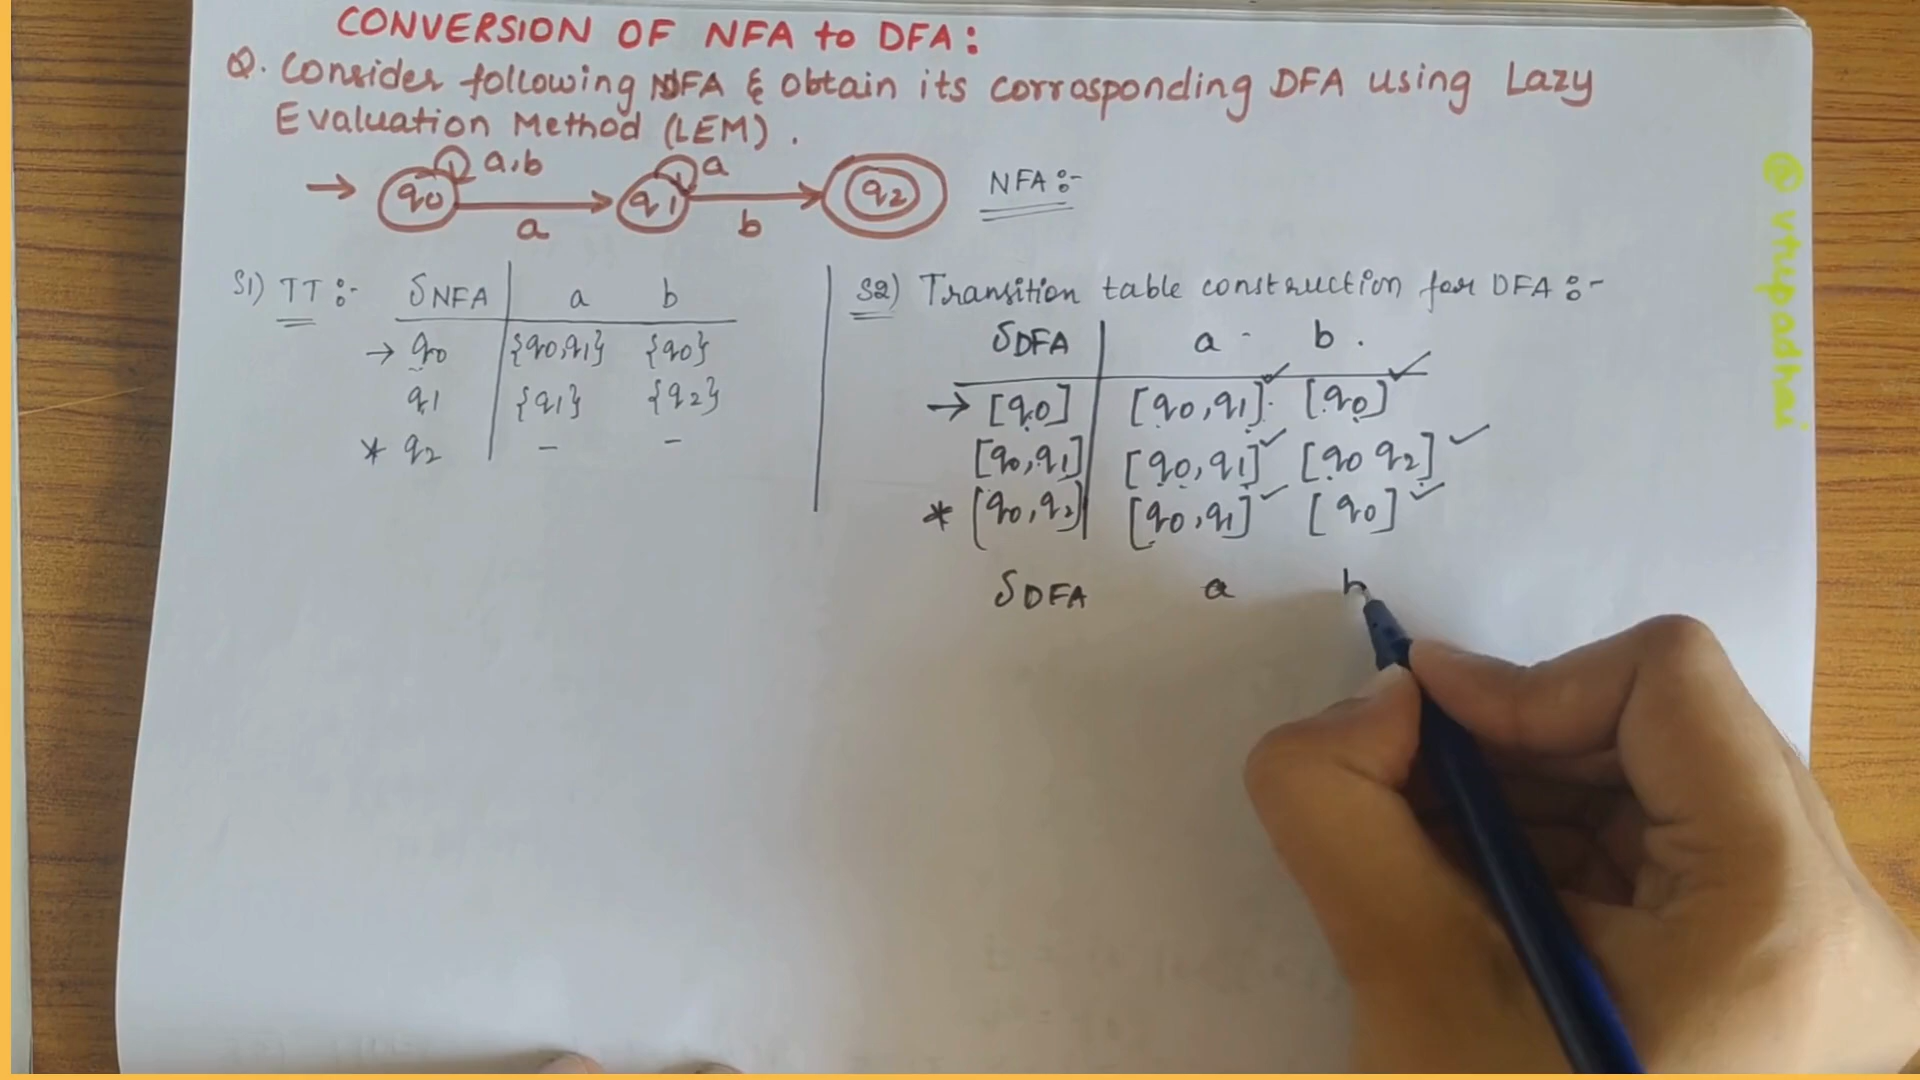 CONVERSION OF NFA to DFA:
Q. Consider following NFA & obtain its corrosponding DFA using Lazy
Evaluation Method (LEM).
a,b
a
q0
q1
q2
a
b
NFA:-
S1) TT:-
δNFA a b
→ q0 {q0,q1} {q0}
q1 {q1} {q2}
* q2 - -
S2) Transition table construction for DFA:-
δDFA a b
→ [q0] [q0,q1] ✓ [q0] ✓
[q0,q1] [q0,q1] ✓ [q0 q2] ✓
* [q0,q2] [q0,q1] ✓ [q0] ✓
δDFA a
@vtupadhai